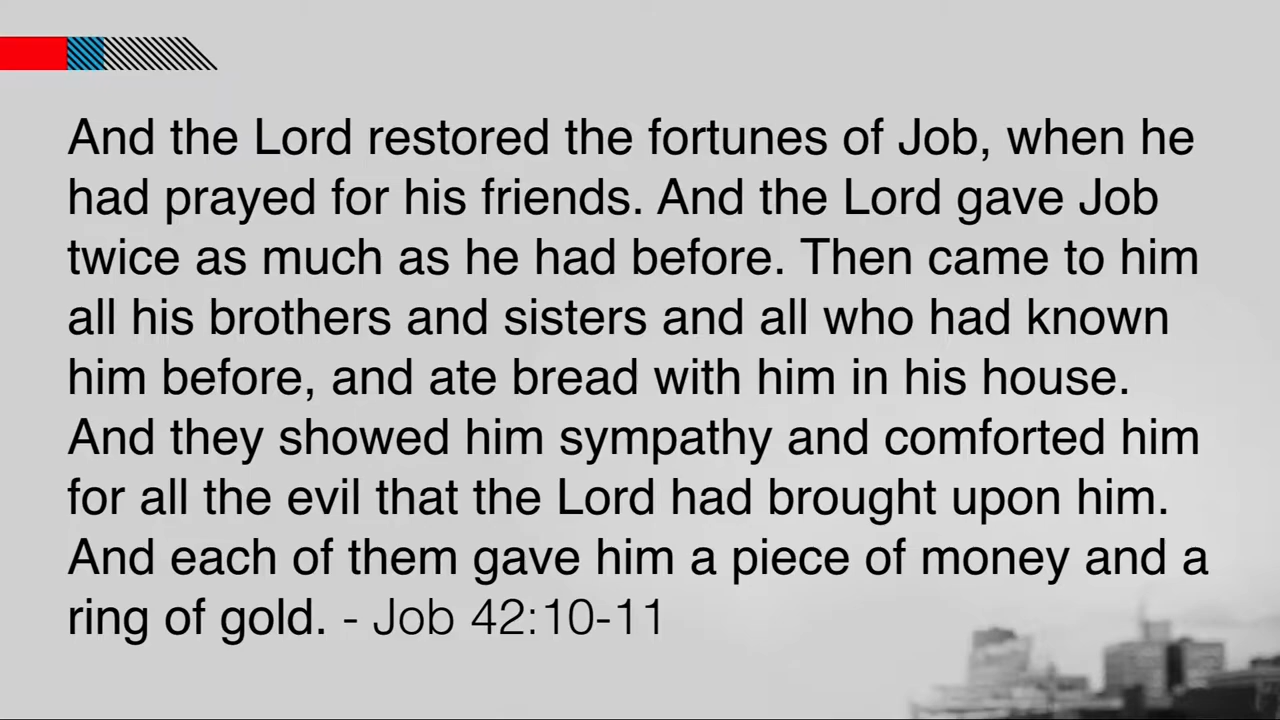 And the Lord restored the fortunes of Job, when he
had prayed for his friends. And the Lord gave Job
twice as much as he had before. Then came to him
all his brothers and sisters and all who had known
him before, and ate bread with him in his house.
And they showed him sympathy and comforted him
for all the evil that the Lord had brought upon him.
And each of them gave him a piece of money and a
ring of gold. - Job 42:10-11